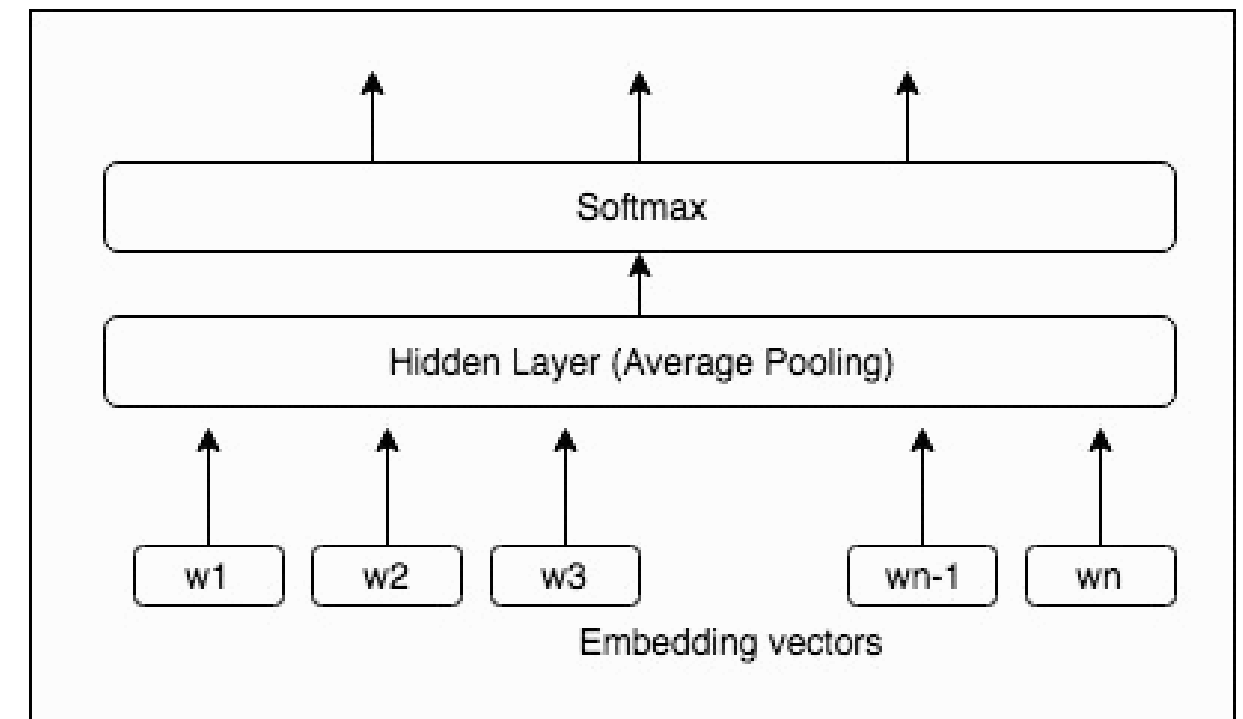 Softmax
Hidden Layer (Average Pooling)
w1 w2 w3 wn-1 wn
Embedding vectors